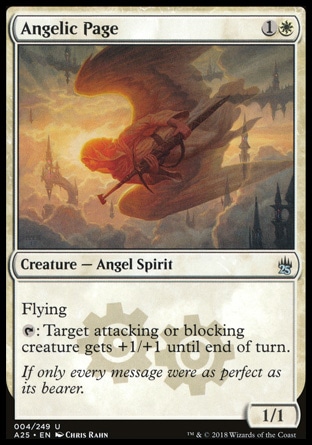 Angelic Page 1
Creature — Angel Spirit
25
Flying
: Target attacking or blocking
creature gets +1/+1 until end of turn.
If only every message were as perfect as
its bearer.
1/1
004/249 U
A25 • EN Chris Rahn
™ & © 2018 Wizards of the Coast